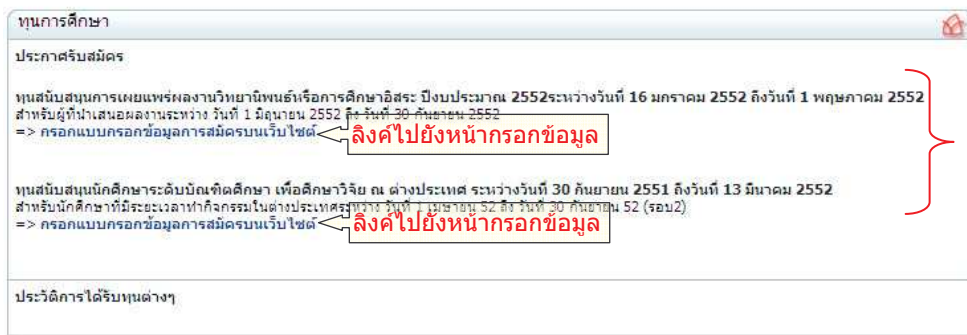 ทุนการศึกษา
ประกาศรับสมัคร
ทุนสนับสนุนการเผยแพร่ผลงานวิทยานิพนธ์หรือการศึกษาอิสระ ปีงบประมาณ 2552ระหว่างวันที่ 16 มกราคม 2552 ถึงวันที่ 1 พฤษภาคม 2552
สำหรับผู้ที่นำเสนอผลงานระหว่าง วันที่ 1 มิถุนายน 2552 ถึง วันที่ 30 กันยายน 2552
=> กรอกแบบกรอกข้อมูลการสมัครบนเว็บไซต์
ลิงค์ไปยังหน้ากรอกข้อมูล
ทุนสนับสนุนนักศึกษาระดับบัณฑิตศึกษา เพื่อศึกษาวิจัย ณ ต่างประเทศ ระหว่างวันที่ 30 กันยายน 2551 ถึงวันที่ 13 มีนาคม 2552
สำหรับนักศึกษาที่มีระยะเวลาทำกิจกรรมในต่างประเทศระหว่าง วันที่ 1 เมษายน 52 ถึง วันที่ 30 กันยายน 52 (รอบ2)
=> กรอกแบบกรอกข้อมูลการสมัครบนเว็บไซต์
ลิงค์ไปยังหน้ากรอกข้อมูล
ประวัติการได้รับทุนต่างๆ